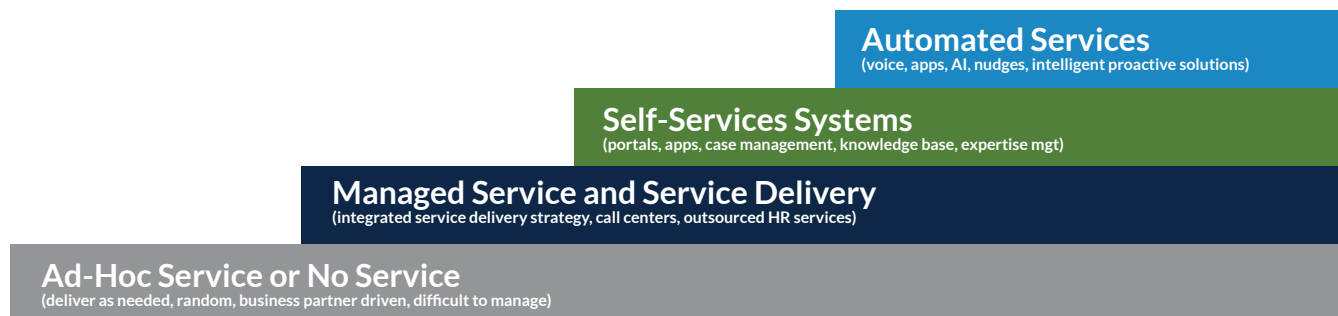 Automated Services
(voice, apps, AI, nudges, intelligent proactive solutions)
Self-Services Systems
(portals, apps, case management, knowledge base, expertise mgt)
Managed Service and Service Delivery
(integrated service delivery strategy, call centers, outsourced HR services)
Ad-Hoc Service or No Service
(deliver as needed, random, business partner driven, difficult to manage)